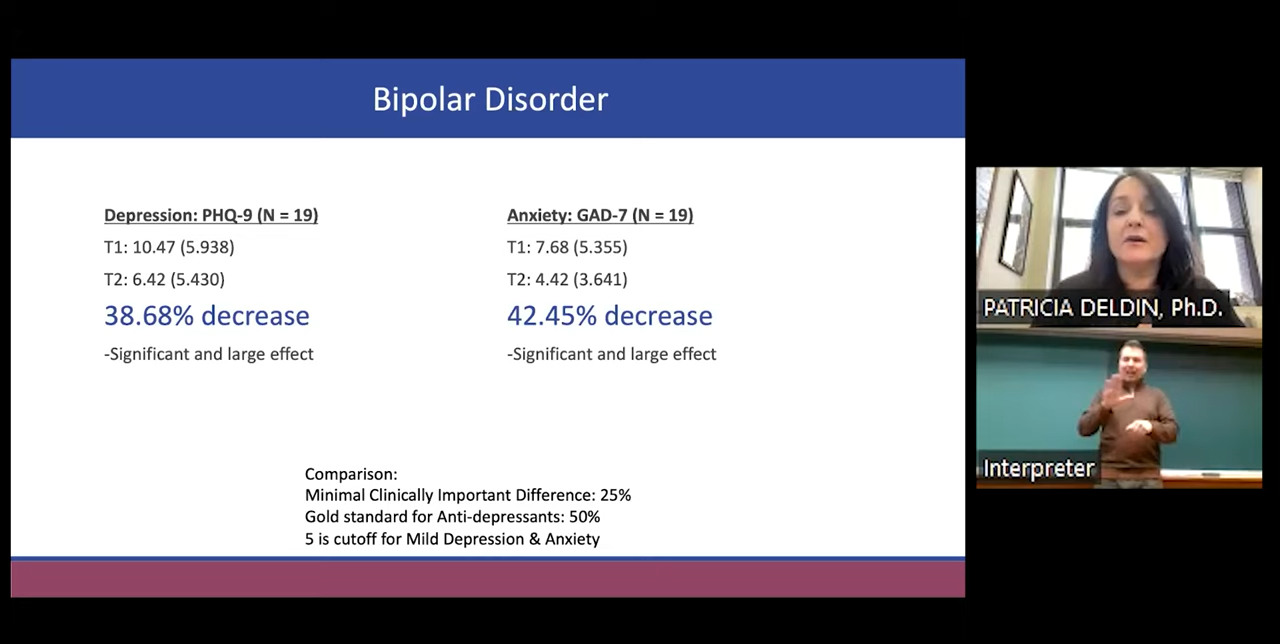 Bipolar Disorder
Depression: PHQ-9 (N = 19)
T1: 10.47 (5.938)
T2: 6.42 (5.430)
38.68% decrease
-Significant and large effect
Anxiety: GAD-7 (N = 19)
T1: 7.68 (5.355)
T2: 4.42 (3.641)
42.45% decrease
-Significant and large effect
Comparison:
Minimal Clinically Important Difference: 25%
Gold standard for Anti-depressants: 50%
5 is cutoff for Mild Depression & Anxiety
PATRICIA DELDIN, Ph.D.
Interpreter